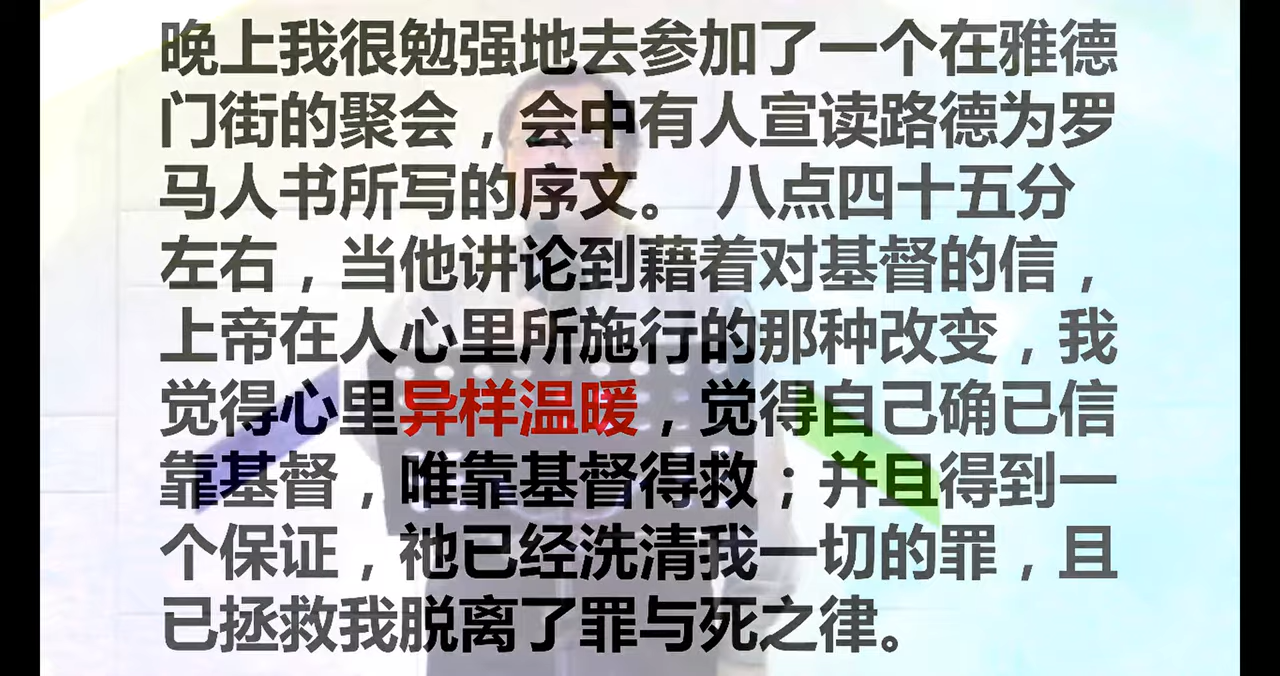 晚上我很勉强地去参加了一个在雅德
门街的聚会，会中有人宣读路德为罗
马人书所写的序文。 八点四十五分
左右，当他讲论到藉着对基督的信，
上帝在人心里所施行的那种改变，我
觉得心里异样温暖，觉得自己确已信
靠基督，唯靠基督得救；并且得到一
个保证，祂已经洗清我一切的罪，且
已拯救我脱离了罪与死之律。